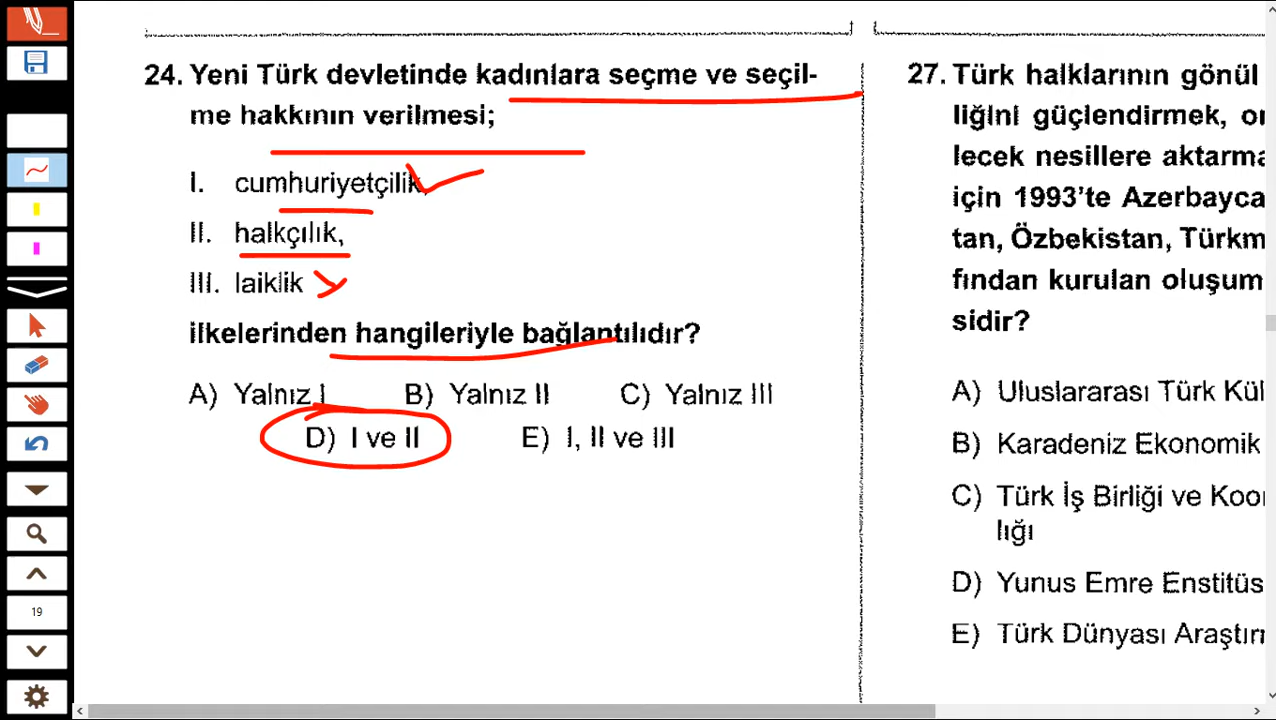 24. Yeni Türk devletinde kadınlara seçme ve seçil-
me hakkının verilmesi;
I. cumhuriyetçilik,
II. halkçılık,
III. laiklik
ilkelerinden hangileriyle bağlantılıdır?
A) Yalnız I B) Yalnız II C) Yalnız III
D) I ve II E) I, II ve III
27. Türk halklarının gönül
liğini güçlendirmek, or
lecek nesillere aktarma
için 1993’te Azerbayca
tan, Özbekistan, Türkm
fından kurulan oluşum
sidir?
A) Uluslararası Türk Kül
B) Karadeniz Ekonomik
C) Türk İş Birliği ve Koor
lığı
D) Yunus Emre Enstitüs
E) Türk Dünyası Araştır
19